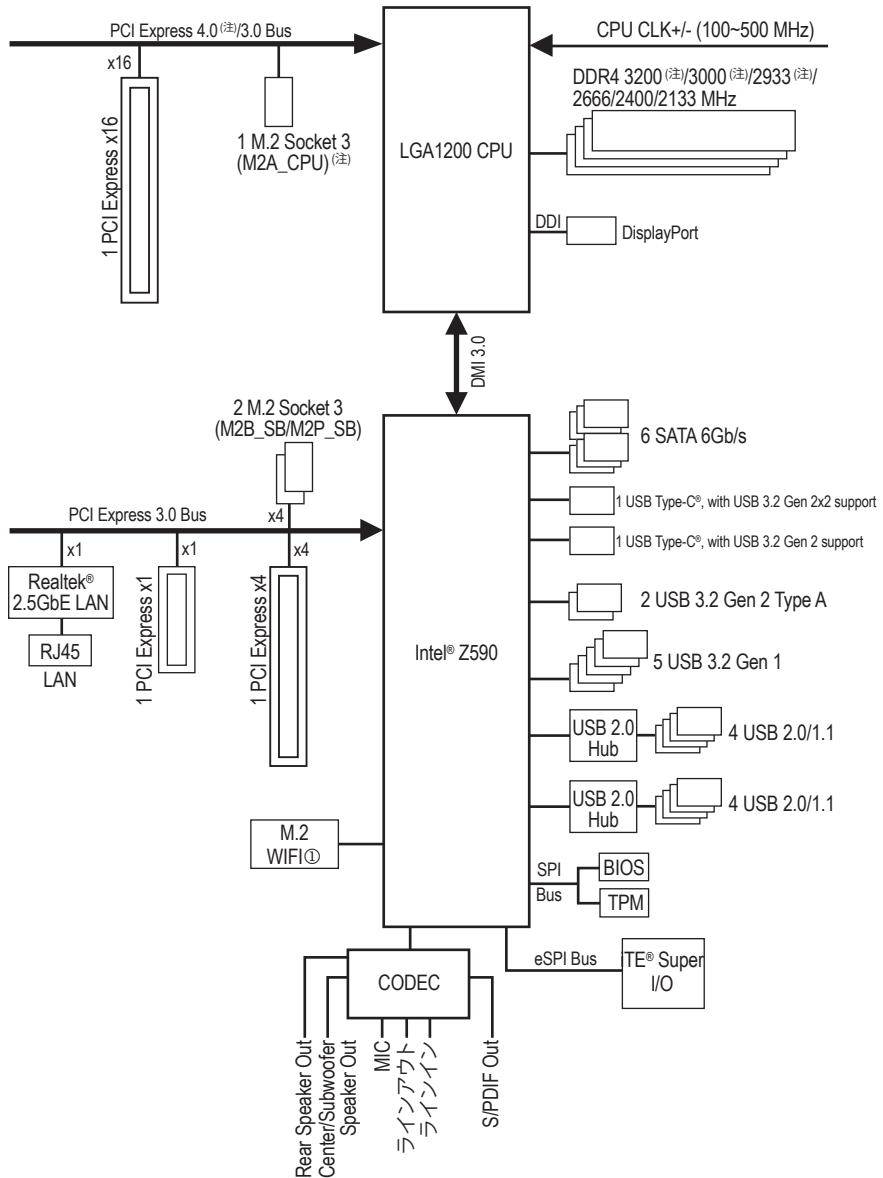 PCI Express 4.0 (注)/3.0 Bus
CPU CLK+/- (100~500 MHz)
x16
1 PCI Express x16
1 M.2 Socket 3
(M2A_CPU) (注)
LGA1200 CPU
DDR4 3200 (注)/3000 (注)/2933 (注)/
2666/2400/2133 MHz
DDI
DisplayPort
DMI 3.0
2 M.2 Socket 3
(M2B_SB/M2P_SB)
PCI Express 3.0 Bus
x4
x1
x1
x4
Realtek®
2.5GbE LAN
RJ45
LAN
1 PCI Express x1
1 PCI Express x4
Intel® Z590
6 SATA 6Gb/s
1 USB Type-C®, with USB 3.2 Gen 2x2 support
1 USB Type-C®, with USB 3.2 Gen 2 support
2 USB 3.2 Gen 2 Type A
5 USB 3.2 Gen 1
USB 2.0
Hub
4 USB 2.0/1.1
USB 2.0
Hub
4 USB 2.0/1.1
M.2
WIFI①
SPI
Bus
BIOS
TPM
eSPI Bus
TE® Super
I/O
CODEC
Rear Speaker Out
Center/Subwoofer
Speaker Out
MIC
ラインアウト
ラインイン
S/PDIF Out